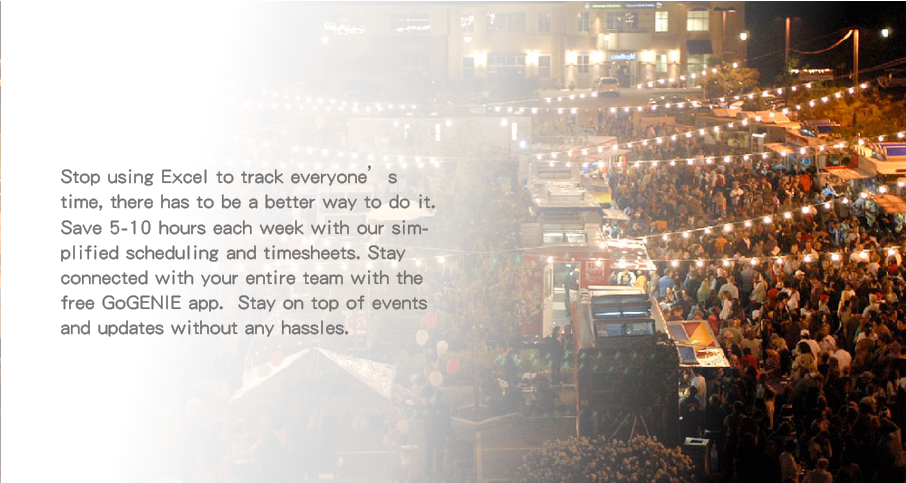 Stop using Excel to track everyone’s
time, there has to be a better way to do it.
Save 5-10 hours each week with our sim-
plified scheduling and timesheets. Stay
connected with your entire team with the
free GoGENIE app.  Stay on top of events
and updates without any hassles.